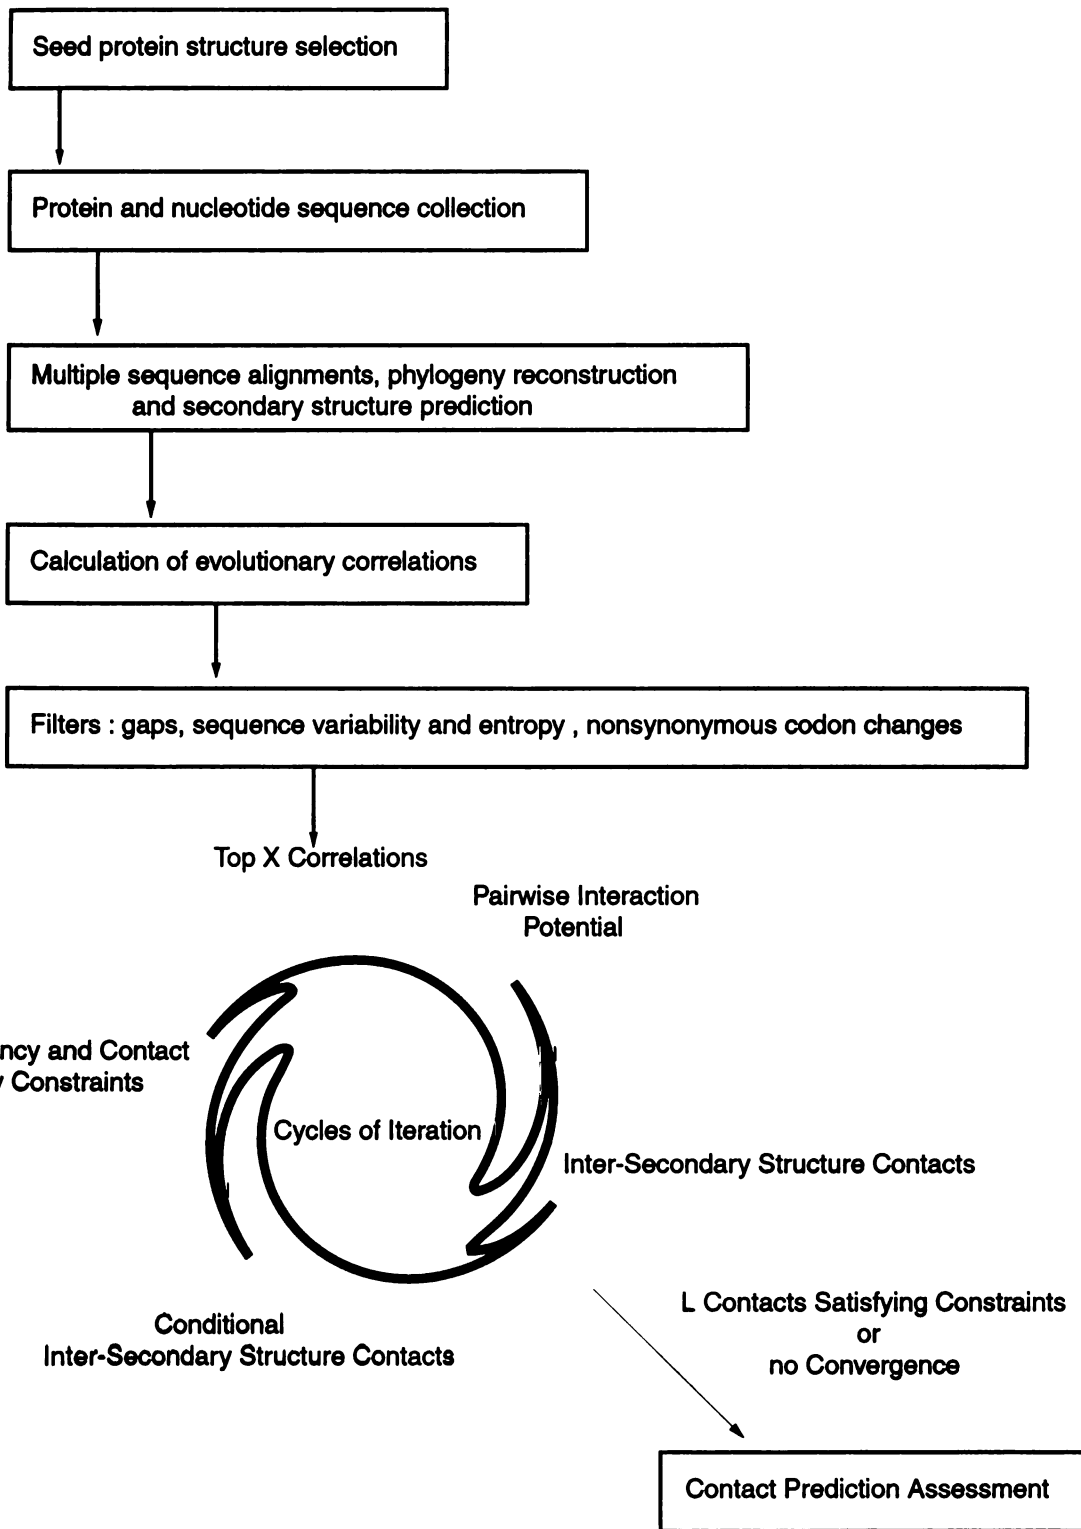 Seed protein structure selection
Protein and nucleotide sequence collection
Multiple sequence alignments, phylogeny reconstruction
and secondary structure prediction
Calculation of evolutionary correlations
Filters : gaps, sequence variability and entropy , nonsynonymous codon changes
Top X Correlations
Pairwise Interaction
Potential
and Contact
Constraints
Cycles of Iteration
Inter-Secondary Structure Contacts
L Contacts Satisfying Constraints
or
no Convergence
Conditional
Inter-Secondary Structure Contacts
Contact Prediction Assessment